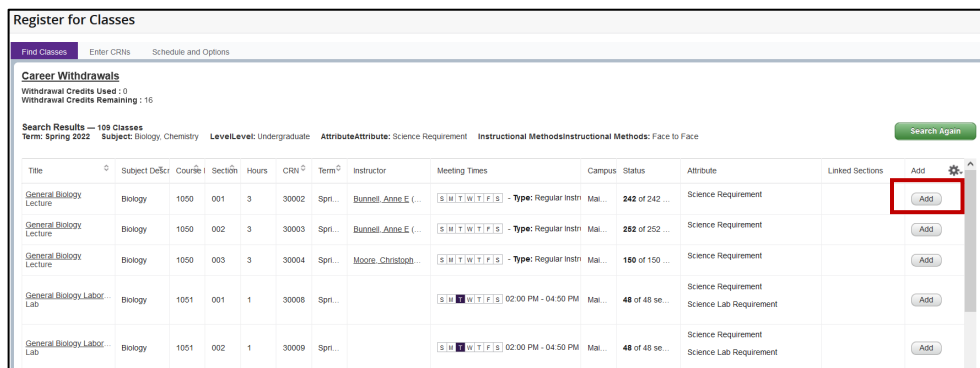 Register for Classes
Find Classes Enter CRNs Schedule and Options
Career Withdrawals
Withdrawal Credits Used : 0
Withdrawal Credits Remaining : 16
Search Results — 109 Classes
Term: Spring 2022 Subject: Biology, Chemistry LevelLevel: Undergraduate AttributeAttribute: Science Requirement Instructional MethodsInstructional Methods: Face to Face
Search Again
Title Subject Descr Course Section Hours CRN Term Instructor Meeting Times Campus Status Attribute Linked Sections Add
General Biology Biology 1050 001 3 30002 Spri... Bunnell, Anne E (... S M T W T F S - Type: Regular Instr Mai... 242 of 242 ... Science Requirement Add
Lecture
General Biology Biology 1050 002 3 30003 Spri... Bunnell, Anne E (... S M T W T F S - Type: Regular Instr Mai... 252 of 252 ... Science Requirement Add
Lecture
General Biology Biology 1050 003 3 30004 Spri... Moore, Christoph... S M T W T F S - Type: Regular Instr Mai... 150 of 150 ... Science Requirement Add
Lecture
General Biology Labor... Biology 1051 001 1 30008 Spri... S M T W T F S 02:00 PM - 04:50 PM Mai... 48 of 48 se... Science Requirement Add
Lab Science Lab Requirement
General Biology Labor... Biology 1051 002 1 30009 Spri... S M T W T F S 02:00 PM - 04:50 PM Mai... 48 of 48 se... Science Requirement Add
Lab Science Lab Requirement